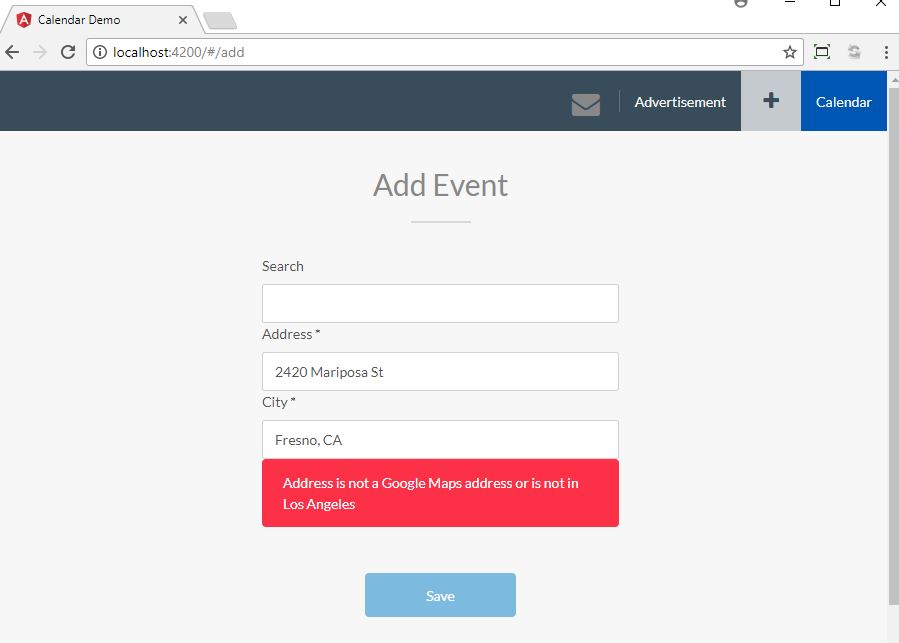 Calendar Demo
localhost:4200/#/add
Advertisement
+
Calendar
Add Event
Search
Address *
2420 Mariposa St
City *
Fresno, CA
Address is not a Google Maps address or is not in
Los Angeles
Save